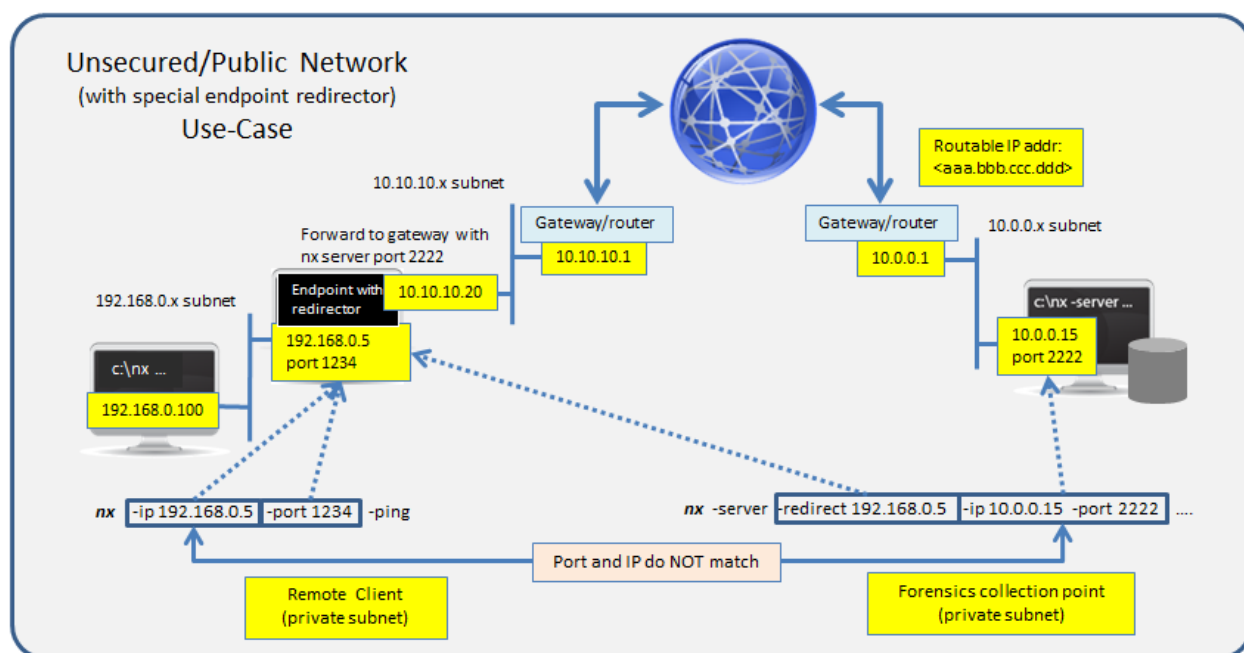 Unsecured/Public Network
(with special endpoint redirector)
Use-Case
Routable IP addr:
<aaa.bbb.ccc.ddd>
10.10.10.x subnet
Gateway/router
10.10.10.1
Gateway/router
10.0.0.1
10.0.0.x subnet
Forward to gateway with
nx server port 2222
Endpoint with
redirector
10.10.10.20
192.168.0.5
port 1234
192.168.0.x subnet
c:\nx ...
192.168.0.100
c:\nx -server ...
10.0.0.15
port 2222
nx -ip 192.168.0.5 -port 1234 -ping
nx -server -redirect 192.168.0.5 -ip 10.0.0.15 -port 2222 ....
Port and IP do NOT match
Remote Client
(private subnet)
Forensics collection point
(private subnet)